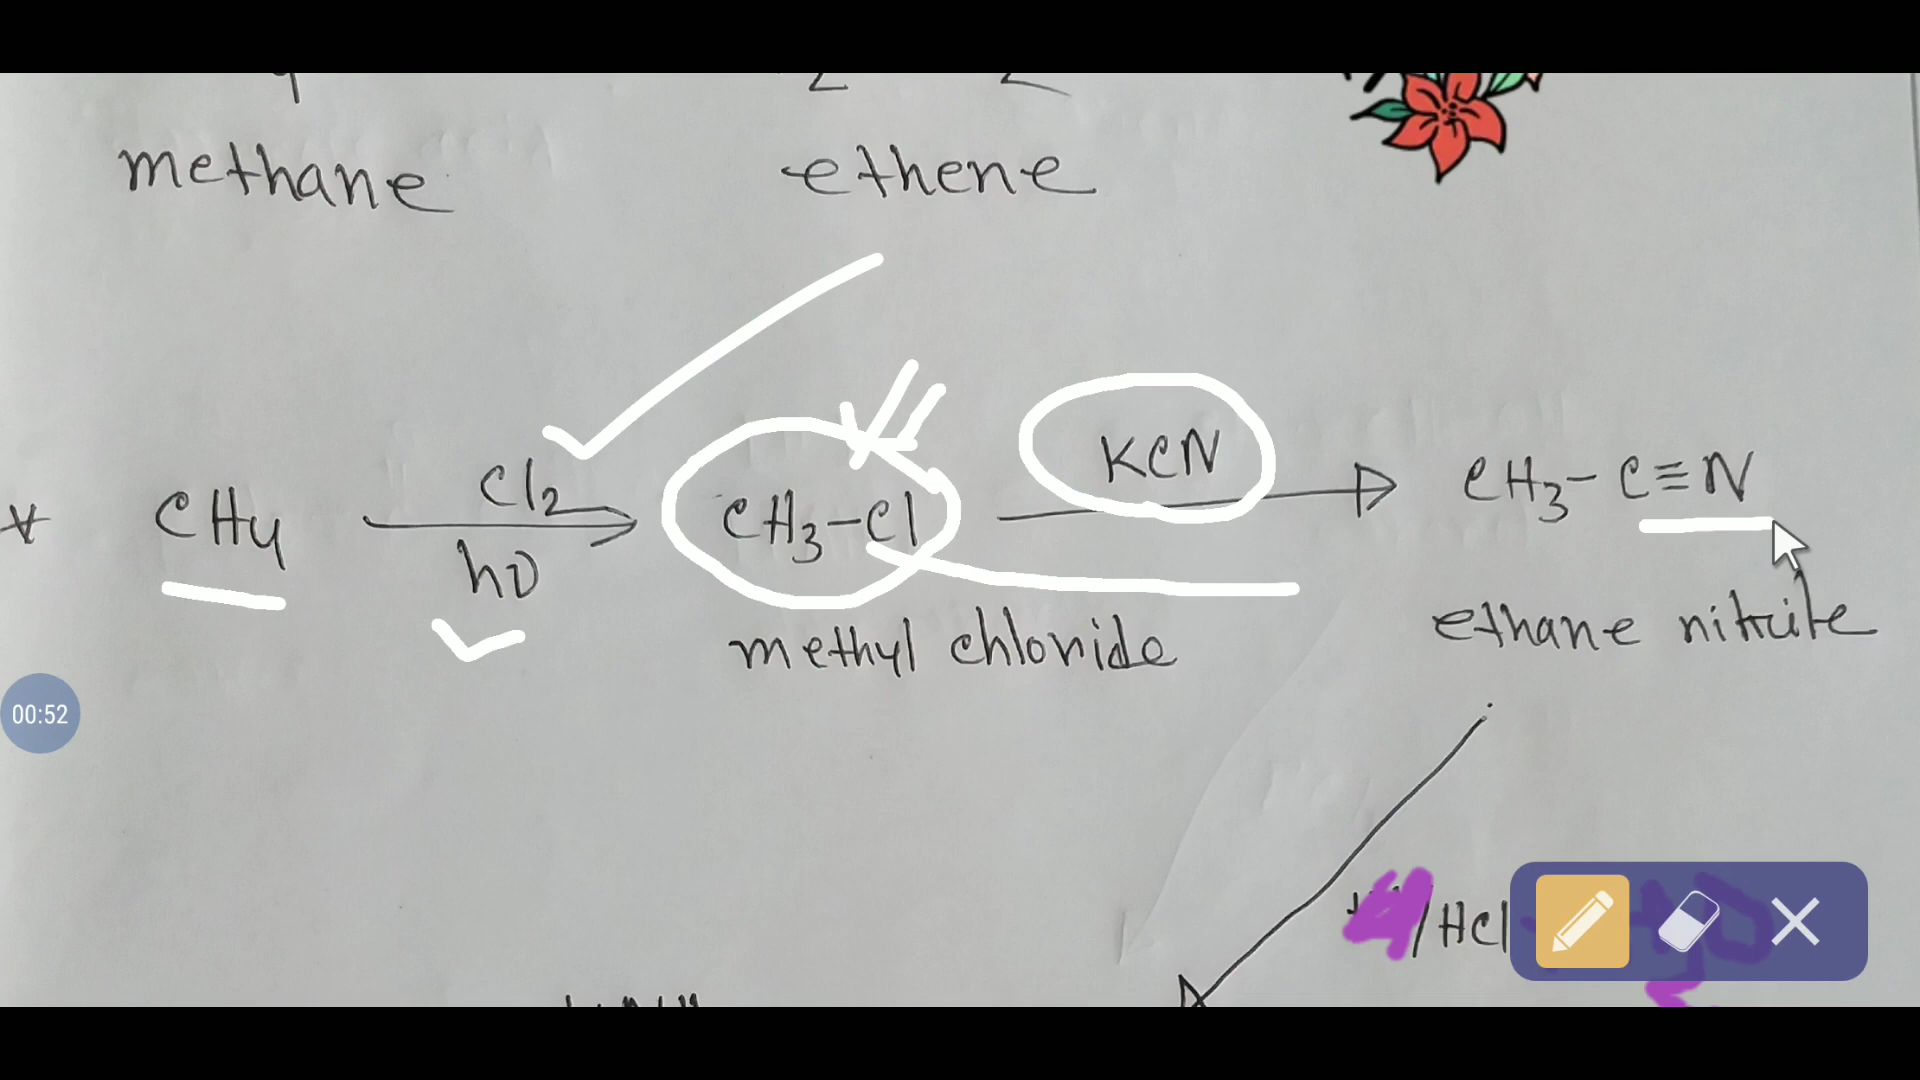 methane ethene
Cl2 KCN
CH4 CH3-Cl CH3-C≡N
hυ
methyl chloride ethane nitrile
00:52
/HCl